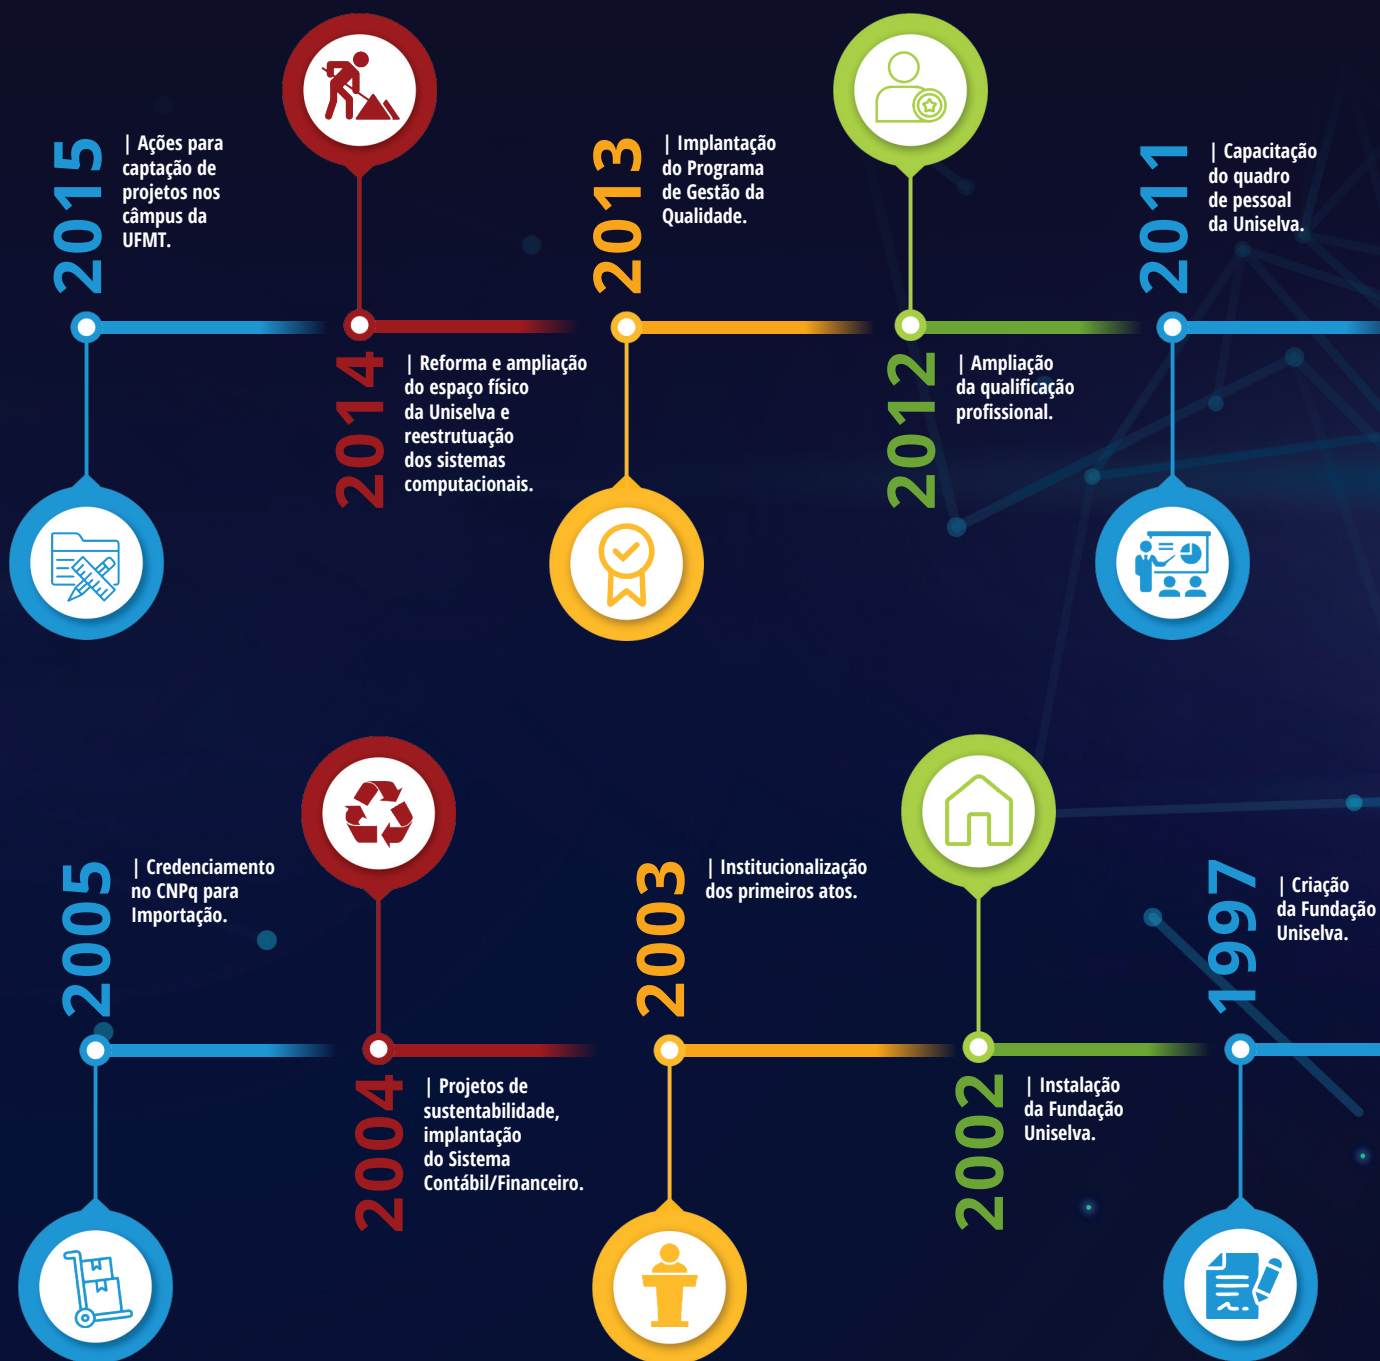 2015
| Ações para
captação de
projetos nos
câmpus da
UFMT.
2014
| Reforma e ampliação
do espaço físico
da Uniselva e
reestrutuação
dos sistemas
computacionais.
2013
| Implantação
do Programa
de Gestão da
Qualidade.
2012
| Ampliação
da qualificação
profissional.
2011
| Capacitação
do quadro
de pessoal
da Uniselva.
2005
| Credenciamento
no CNPq para
Importação.
2004
| Projetos de
sustentabilidade,
implantação
do Sistema
Contábil/Financeiro.
2003
| Institucionalização
dos primeiros atos.
2002
| Instalação
da Fundação
Uniselva.
1997
| Criação
da Fundação
Uniselva.